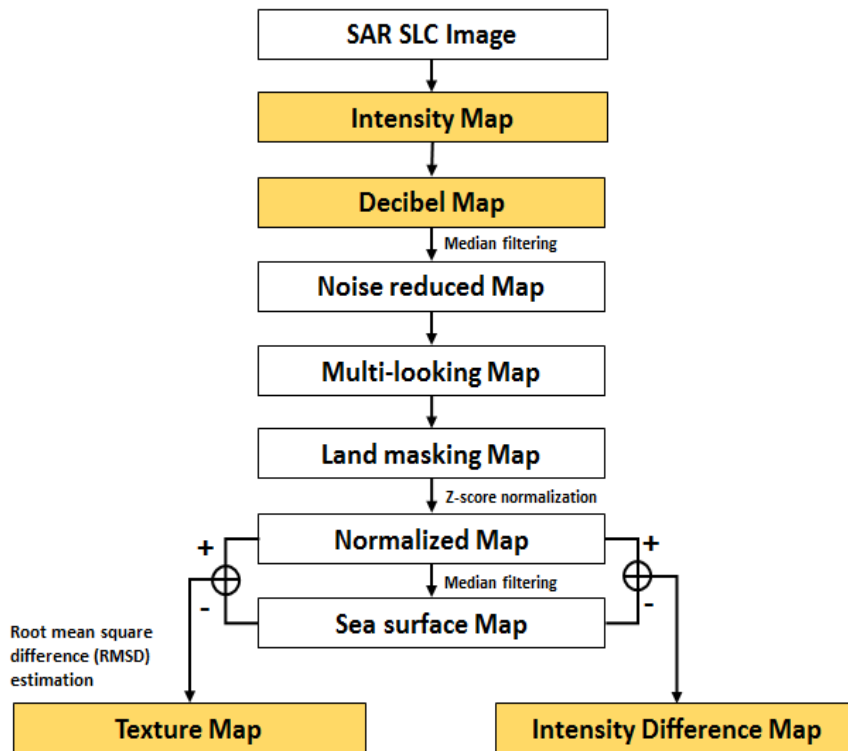 SAR SLC Image
Intensity Map
Decibel Map
Median filtering
Noise reduced Map
Multi-looking Map
Land masking Map
Z-score normalization
Normalized Map
+
+
Median filtering
-
-
Sea surface Map
Root mean square
difference (RMSD)
estimation
Texture Map
Intensity Difference Map